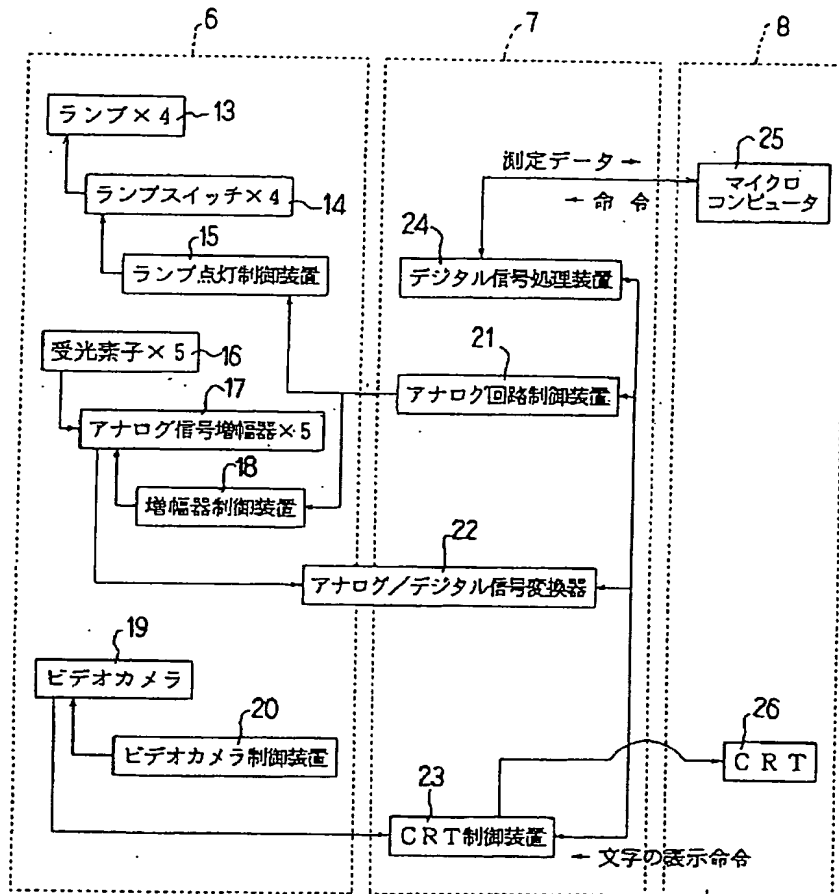 6
7
8
ランプ×4
13
ランプスイッチ×4
14
15
ランプ点灯制御装置
受光素子×5
16
17
アナログ信号増幅器×5
18
増幅器制御装置
19
ビデオカメラ
20
ビデオカメラ制御装置
測定データ→
←命令
24
デジタル信号処理装置
21
アナログ回路制御装置
22
アナログ/デジタル信号変換器
23
CRT制御装置
←文字の表示命令
25
マイクロ
コンピュータ
26
CRT